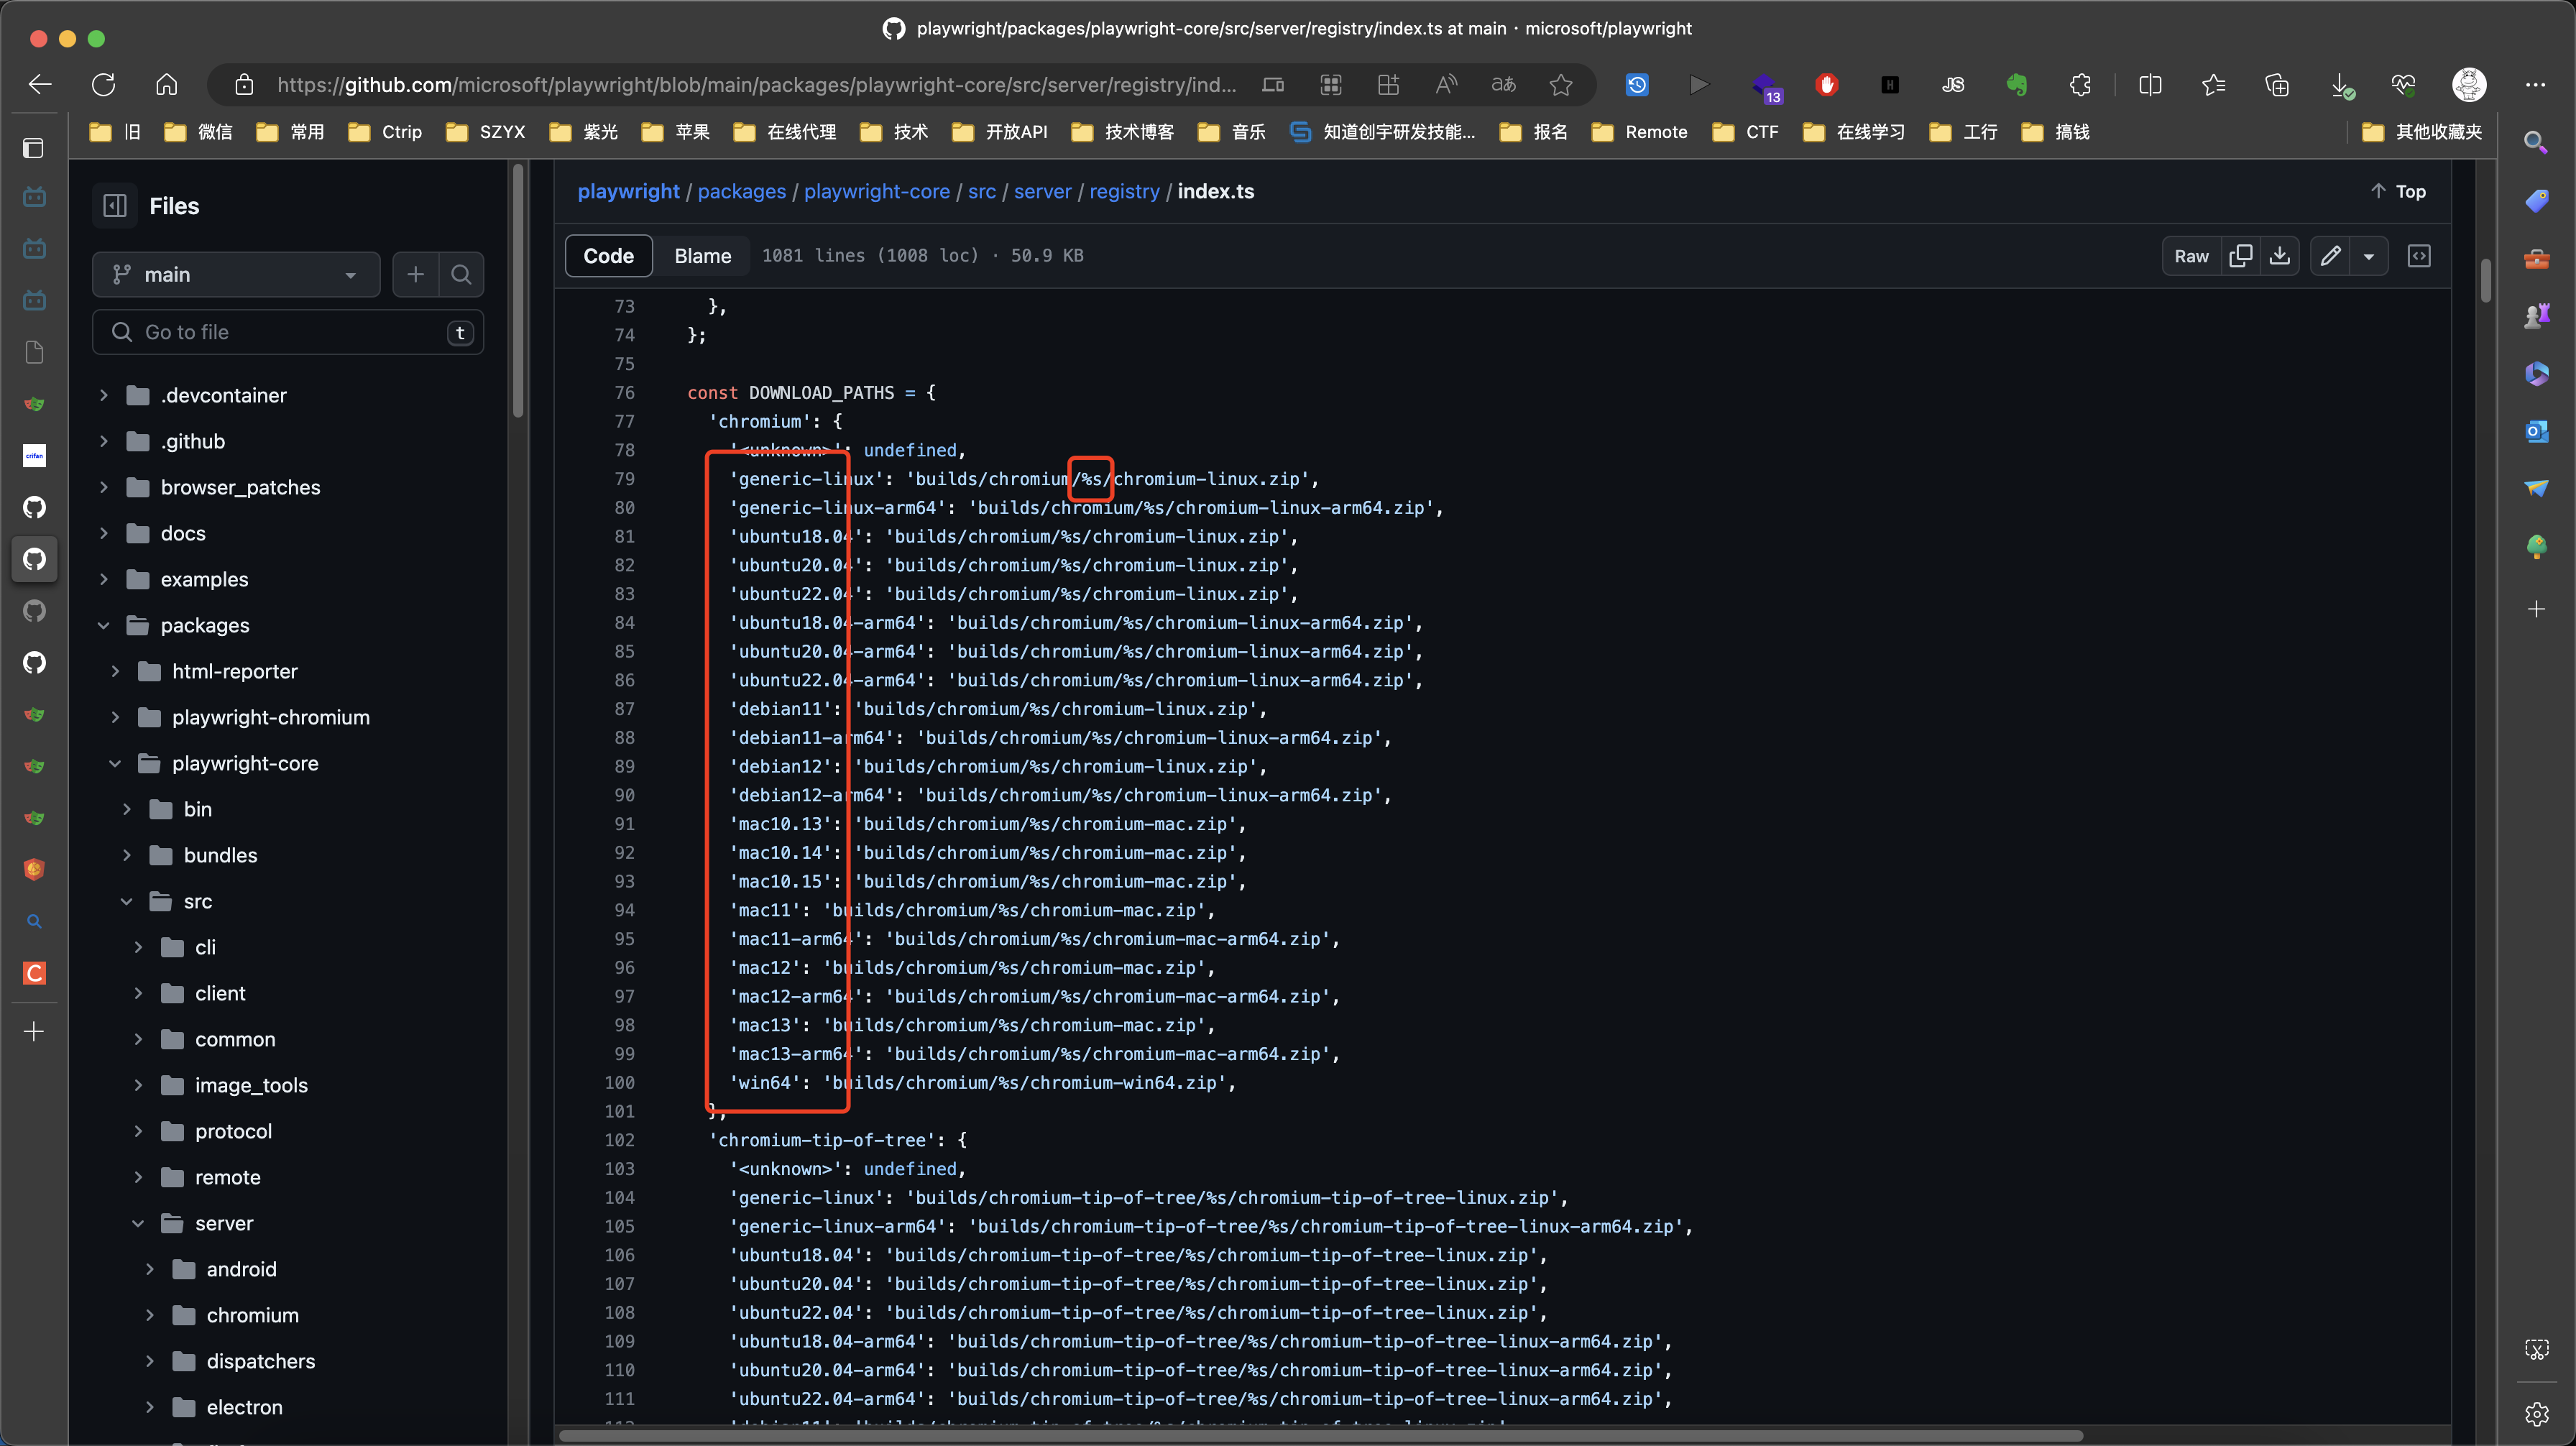 playwright/packages/playwright-core/src/server/registry/index.ts at main · microsoft/playwright
https://github.com/microsoft/playwright/blob/main/packages/playwright-core/src/server/registry/ind...
13
旧 微信 常用 Ctrip SZYX 紫光 苹果 在线代理 技术 开放API 技术博客 音乐 知道创宇研发技能... 报名 Remote CTF 在线学习 工行 搞钱 其他收藏夹
Files
main
Go to file t
.devcontainer
.github
browser_patches
docs
examples
packages
html-reporter
playwright-chromium
playwright-core
bin
bundles
src
cli
client
common
image_tools
protocol
remote
server
android
chromium
dispatchers
electron
playwright / packages / playwright-core / src / server / registry / index.ts
Top
Code Blame 1081 lines (1008 loc) · 50.9 KB Raw
73 },
74 };
75
76 const DOWNLOAD_PATHS = {
77 'chromium': {
78 '<unknown>': undefined,
79 'generic-linux': 'builds/chromium/%s/chromium-linux.zip',
80 'generic-linux-arm64': 'builds/chromium/%s/chromium-linux-arm64.zip',
81 'ubuntu18.04': 'builds/chromium/%s/chromium-linux.zip',
82 'ubuntu20.04': 'builds/chromium/%s/chromium-linux.zip',
83 'ubuntu22.04': 'builds/chromium/%s/chromium-linux.zip',
84 'ubuntu18.04-arm64': 'builds/chromium/%s/chromium-linux-arm64.zip',
85 'ubuntu20.04-arm64': 'builds/chromium/%s/chromium-linux-arm64.zip',
86 'ubuntu22.04-arm64': 'builds/chromium/%s/chromium-linux-arm64.zip',
87 'debian11': 'builds/chromium/%s/chromium-linux.zip',
88 'debian11-arm64': 'builds/chromium/%s/chromium-linux-arm64.zip',
89 'debian12': 'builds/chromium/%s/chromium-linux.zip',
90 'debian12-arm64': 'builds/chromium/%s/chromium-linux-arm64.zip',
91 'mac10.13': 'builds/chromium/%s/chromium-mac.zip',
92 'mac10.14': 'builds/chromium/%s/chromium-mac.zip',
93 'mac10.15': 'builds/chromium/%s/chromium-mac.zip',
94 'mac11': 'builds/chromium/%s/chromium-mac.zip',
95 'mac11-arm64': 'builds/chromium/%s/chromium-mac-arm64.zip',
96 'mac12': 'builds/chromium/%s/chromium-mac.zip',
97 'mac12-arm64': 'builds/chromium/%s/chromium-mac-arm64.zip',
98 'mac13': 'builds/chromium/%s/chromium-mac.zip',
99 'mac13-arm64': 'builds/chromium/%s/chromium-mac-arm64.zip',
100 'win64': 'builds/chromium/%s/chromium-win64.zip',
101 },
102 'chromium-tip-of-tree': {
103 '<unknown>': undefined,
104 'generic-linux': 'builds/chromium-tip-of-tree/%s/chromium-tip-of-tree-linux.zip',
105 'generic-linux-arm64': 'builds/chromium-tip-of-tree/%s/chromium-tip-of-tree-linux-arm64.zip',
106 'ubuntu18.04': 'builds/chromium-tip-of-tree/%s/chromium-tip-of-tree-linux.zip',
107 'ubuntu20.04': 'builds/chromium-tip-of-tree/%s/chromium-tip-of-tree-linux.zip',
108 'ubuntu22.04': 'builds/chromium-tip-of-tree/%s/chromium-tip-of-tree-linux.zip',
109 'ubuntu18.04-arm64': 'builds/chromium-tip-of-tree/%s/chromium-tip-of-tree-linux-arm64.zip',
110 'ubuntu20.04-arm64': 'builds/chromium-tip-of-tree/%s/chromium-tip-of-tree-linux-arm64.zip',
111 'ubuntu22.04-arm64': 'builds/chromium-tip-of-tree/%s/chromium-tip-of-tree-linux-arm64.zip',